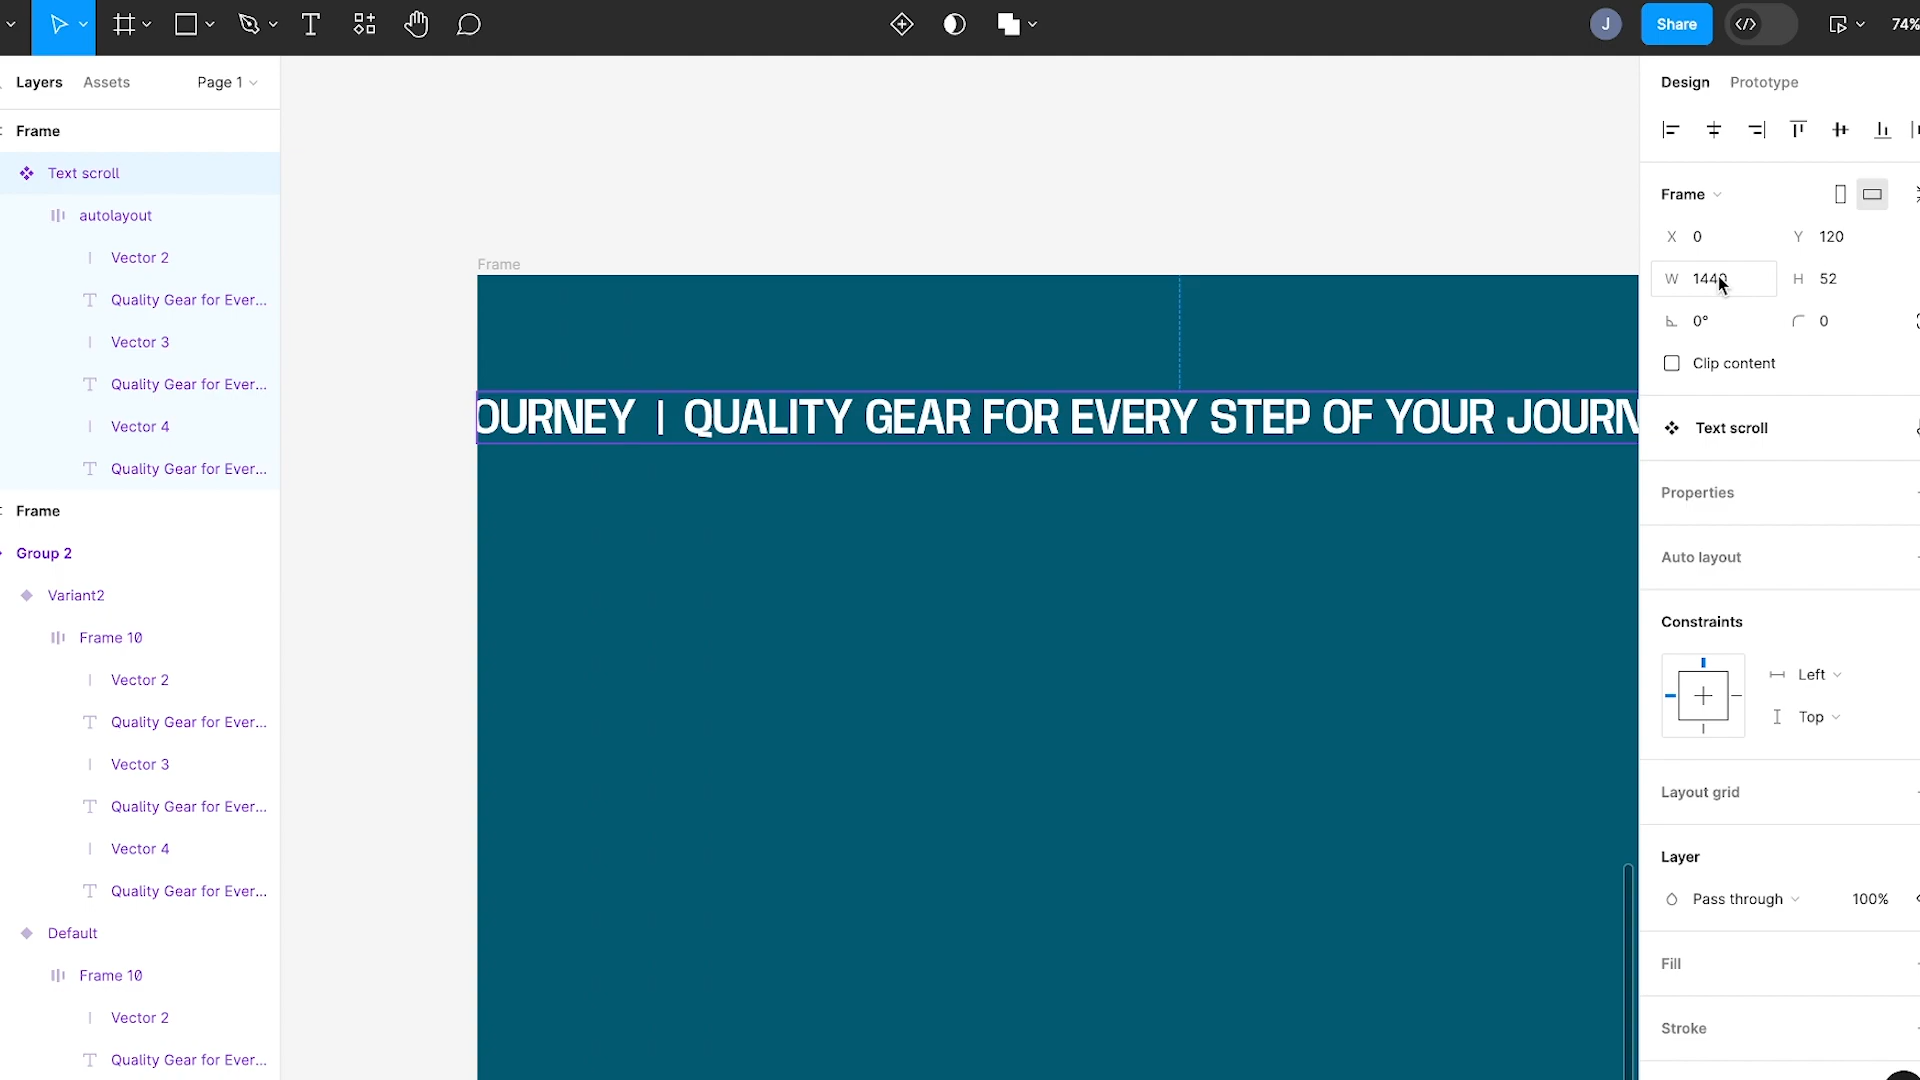 J
Share
74%
Layers
Assets
Page 1
Design
Prototype
Frame
Text scroll
autolayout
Vector 2
Quality Gear for Ever...
Vector 3
Quality Gear for Ever...
Vector 4
Quality Gear for Ever...
Frame
Group 2
Variant2
Frame 10
Vector 2
Quality Gear for Ever...
Vector 3
Quality Gear for Ever...
Vector 4
Quality Gear for Ever...
Default
Frame 10
Vector 2
Quality Gear for Ever...
Frame
OURNEY | QUALITY GEAR FOR EVERY STEP OF YOUR JOURN
Frame
X 0
Y 120
W 1440
H 52
0°
0
Clip content
Text scroll
Properties
Auto layout
Constraints
Left
Top
Layout grid
Layer
Pass through
100%
Fill
Stroke